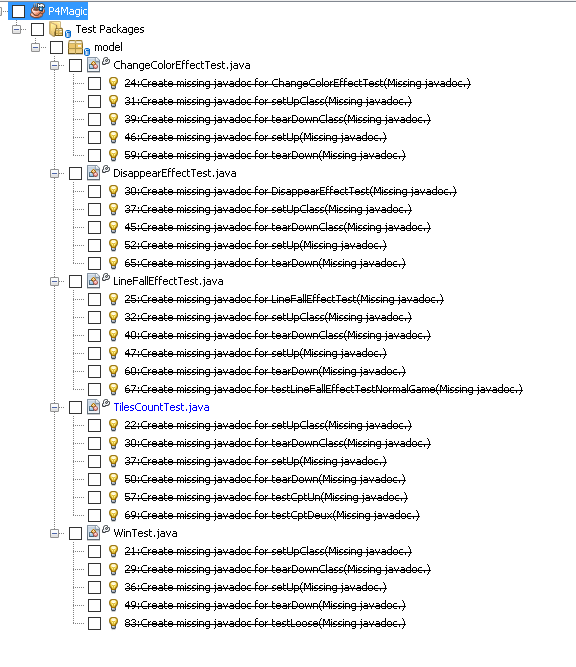 P4Magic
Test Packages
model
ChangeColorEffectTest.java
24:Create missing javadoc for ChangeColorEffectTest(Missing javadoc.)
31:Create missing javadoc for setUpClass(Missing javadoc.)
39:Create missing javadoc for tearDownClass(Missing javadoc.)
46:Create missing javadoc for setUp(Missing javadoc.)
59:Create missing javadoc for tearDown(Missing javadoc.)
DisappearEffectTest.java
30:Create missing javadoc for DisappearEffectTest(Missing javadoc.)
37:Create missing javadoc for setUpClass(Missing javadoc.)
45:Create missing javadoc for tearDownClass(Missing javadoc.)
52:Create missing javadoc for setUp(Missing javadoc.)
65:Create missing javadoc for tearDown(Missing javadoc.)
LineFallEffectTest.java
25:Create missing javadoc for LineFallEffectTest(Missing javadoc.)
32:Create missing javadoc for setUpClass(Missing javadoc.)
40:Create missing javadoc for tearDownClass(Missing javadoc.)
47:Create missing javadoc for setUp(Missing javadoc.)
60:Create missing javadoc for tearDown(Missing javadoc.)
67:Create missing javadoc for testLineFallEffectTestNormalGame(Missing javadoc.)
TilesCountTest.java
22:Create missing javadoc for setUpClass(Missing javadoc.)
30:Create missing javadoc for tearDownClass(Missing javadoc.)
37:Create missing javadoc for setUp(Missing javadoc.)
50:Create missing javadoc for tearDown(Missing javadoc.)
57:Create missing javadoc for testCptUn(Missing javadoc.)
69:Create missing javadoc for testCptDeux(Missing javadoc.)
WinTest.java
21:Create missing javadoc for setUpClass(Missing javadoc.)
29:Create missing javadoc for tearDownClass(Missing javadoc.)
36:Create missing javadoc for setUp(Missing javadoc.)
49:Create missing javadoc for tearDown(Missing javadoc.)
83:Create missing javadoc for testLoose(Missing javadoc.)